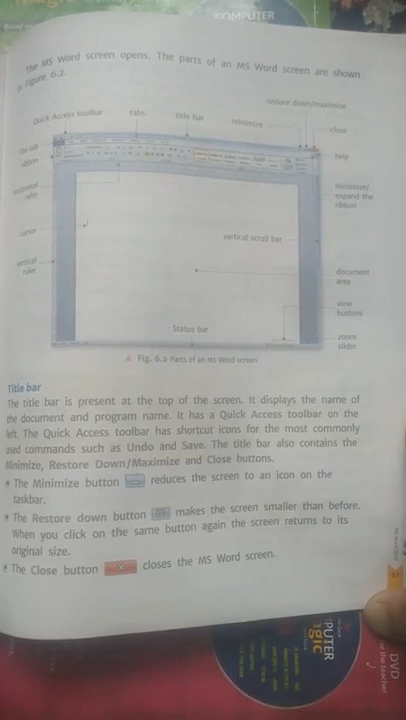 COMPUTER
The MS Word screen opens. The parts of an MS Word screen are shown
in Figure 6.2.
restore down/maximize
Quick Access toolbar
tabs
title bar
minimize
close
file tab
ribbon
help
horizontal
ruler
minimize/
expand the
ribbon
cursor
vertical scroll bar
vertical
ruler
document
area
view
buttons
Status bar
zoom
slider
Fig. 6.2 Parts of an MS Word screen
Title bar
The title bar is present at the top of the screen. It displays the name of
the document and program name. It has a Quick Access toolbar on the
left. The Quick Access toolbar has shortcut icons for the most commonly
used commands such as Undo and Save. The title bar also contains the
Minimize, Restore Down/Maximize and Close buttons.
• The Minimize button reduces the screen to an icon on the
taskbar.
• The Restore down button makes the screen smaller than before.
When you click on the same button again the screen returns to its
original size.
• The Close button closes the MS Word screen.
DVD
for the teacher